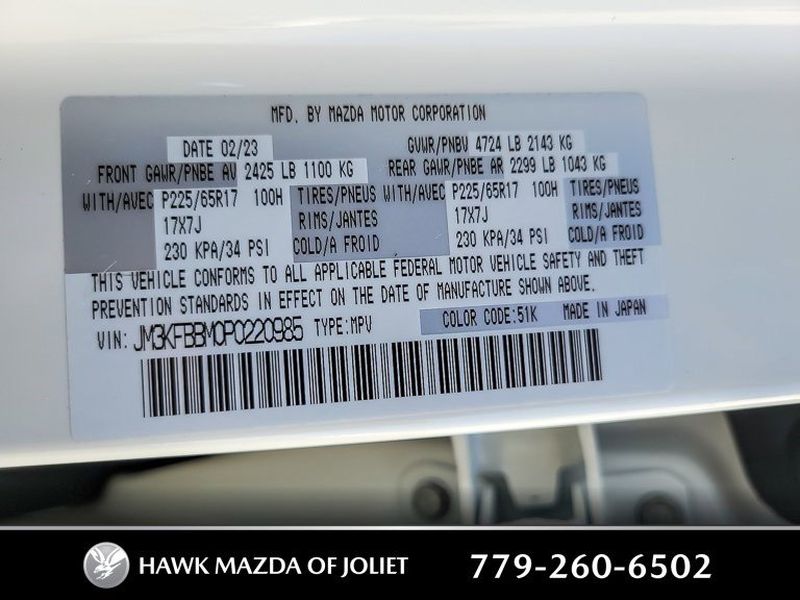 MFD. BY MAZDA MOTOR CORPORATION
DATE 02/23 GVWR/PNBV 4724 LB 2143 KG
FRONT GAWR/PNBE AV 2425 LB 1100 KG REAR GAWR/PNBE AR 2299 LB 1043 KG
WITH/AVEC P225/65R17 100H TIRES/PNEUS WITH/AVEC P225/65R17 100H TIRES/PNEUS
17X7J RIMS/JANTES 17X7J RIMS/JANTES
230 KPA/34 PSI COLD/A FROID 230 KPA/34 PSI COLD/A FROID
THIS VEHICLE CONFORMS TO ALL APPLICABLE FEDERAL MOTOR VEHICLE SAFETY AND THEFT
PREVENTION STANDARDS IN EFFECT ON THE DATE OF MANUFACTURE SHOWN ABOVE.
VIN: JM3KFBBM0P0220985 TYPE:MPV COLOR CODE:51K MADE IN JAPAN
HAWK MAZDA OF JOLIET 779-260-6502